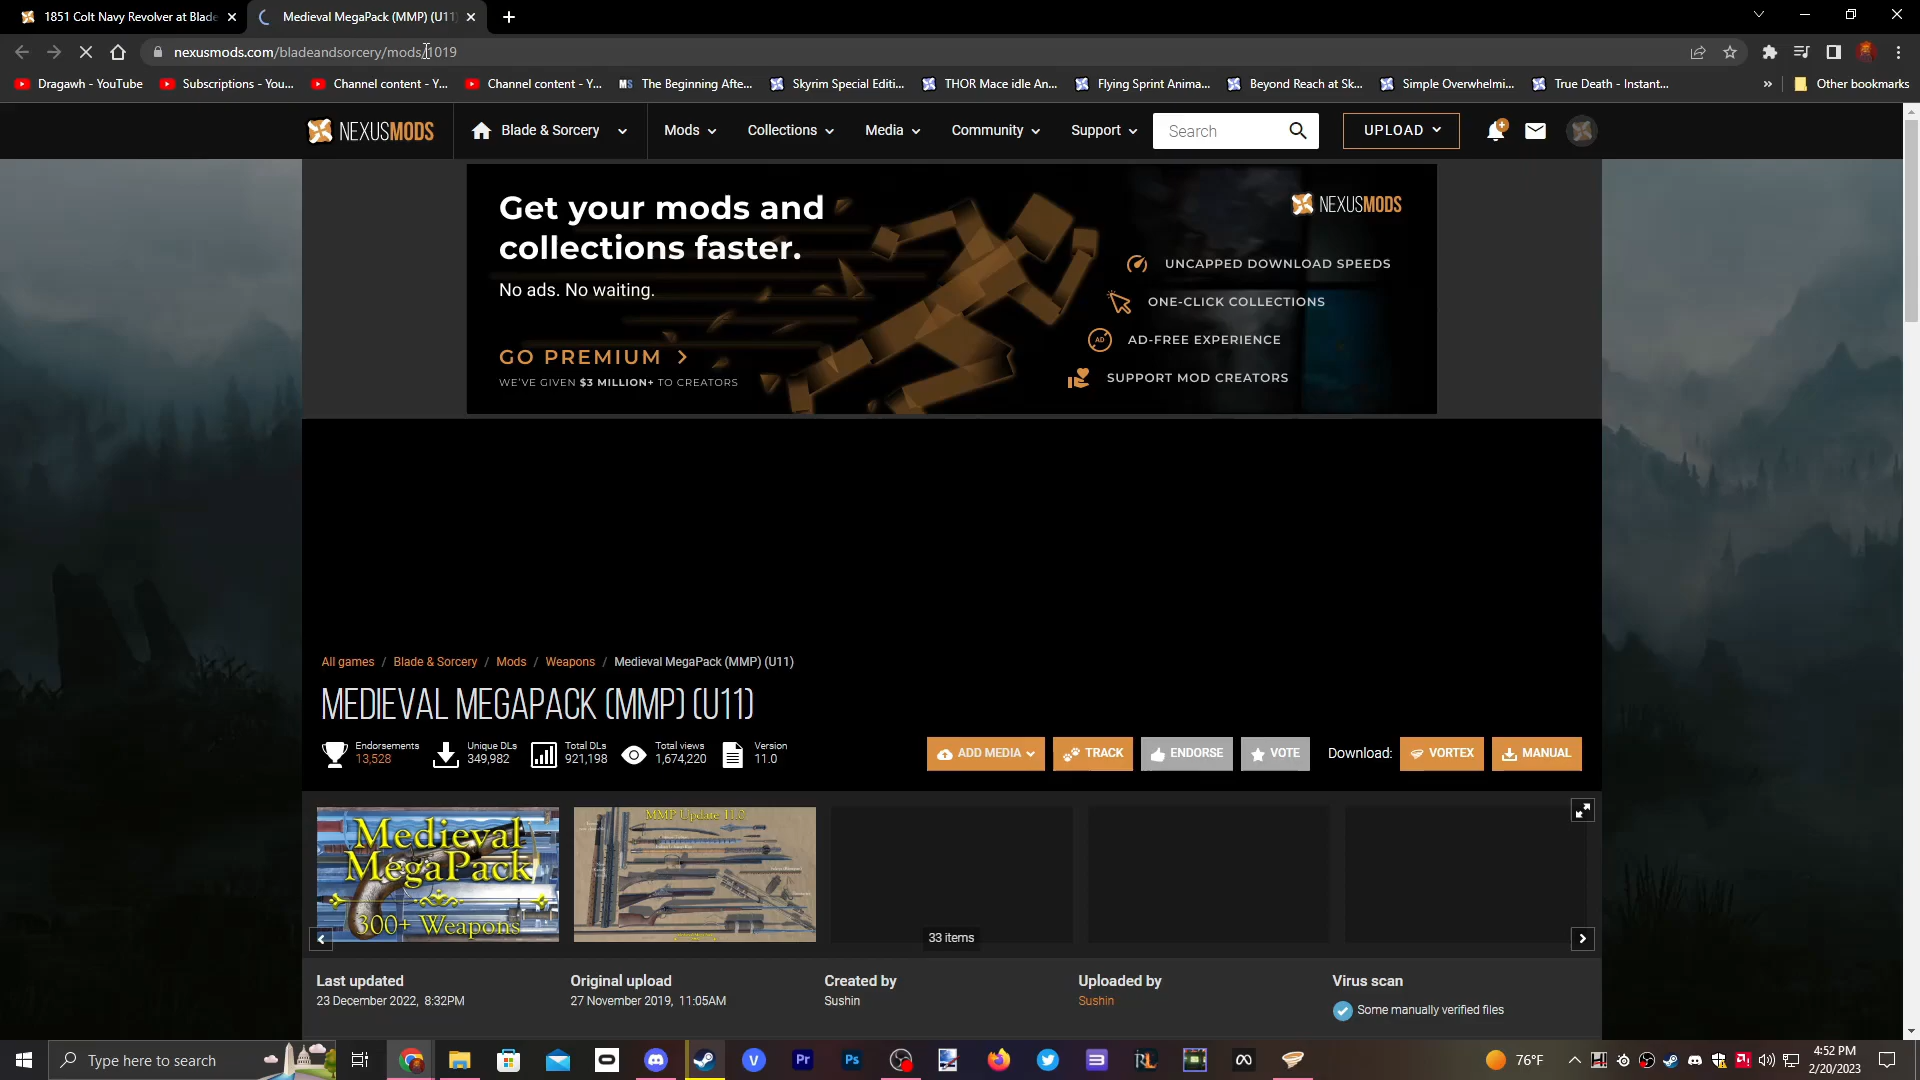 1851 Colt Navy Revolver at Blade
Medieval MegaPack (MMP) (U11)
nexusmods.com/bladeandsorcery/mods/1019
Dragawh - YouTube
Subscriptions - You...
Channel content - Y...
Channel content - Y...
MS
The Beginning Afte...
Skyrim Special Editi...
THOR Mace idle An...
Flying Sprint Anima...
Beyond Reach at Sk...
Simple Overwhelmi...
True Death - Instant...
»
Other bookmarks
NEXUSMODS
Blade & Sorcery
Mods
Collections
Media
Community
Support
Search
UPLOAD
Get your mods and
collections faster.
No ads. No waiting.
GO PREMIUM >
WE'VE GIVEN $3 MILLION+ TO CREATORS
NEXUSMODS
UNCAPPED DOWNLOAD SPEEDS
ONE-CLICK COLLECTIONS
AD
AD-FREE EXPERIENCE
SUPPORT MOD CREATORS
All games / Blade & Sorcery / Mods / Weapons / Medieval MegaPack (MMP) (U11)
MEDIEVAL MEGAPACK (MMP) (U11)
Endorsements
13,528
Unique DLs
349,982
Total DLs
921,198
Total views
1,674,220
Version
11.0
ADD MEDIA
TRACK
ENDORSE
VOTE
Download:
VORTEX
MANUAL
Medieval
MegaPack
300+ Weapons
MMP Update 11.0
33 items
Last updated
23 December 2022, 8:32PM
Original upload
27 November 2019, 11:05AM
Created by
Sushin
Uploaded by
Sushin
Virus scan
Some manually verified files
Type here to search
V
Pr
Ps
76°F
4:52 PM
2/20/2023